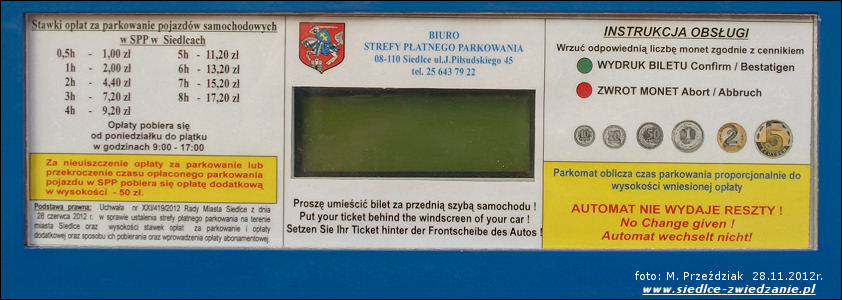 Stawki opłat za parkowanie pojazdów samochodowych
w SPP w Siedlcach
0,5h - 1,00 zł 5h - 11,20 zł
1h - 2,00 zł 6h - 13,20 zł
2h - 4,40 zł 7h - 15,20 zł
3h - 7,20 zł 8h - 17,20 zł
4h - 9,20 zł
Opłaty pobiera się
od poniedziałku do piątku
w godzinach 9:00 - 17:00
Za nieuiszczenie opłaty za parkowanie lub
przekroczenie czasu opłaconego parkowania
pojazdu w SPP pobiera się opłatę dodatkową
w wysokości - 50 zł.
Podstawa prawna: Uchwała nr XXI/419/2012 Rady Miasta Siedlce z dnia
28 czerwca 2012 r. w sprawie ustalenia strefy płatnego parkowania na terenie
miasta Siedlce oraz wysokości stawek opłat za parkowanie i opłaty
dodatkowej oraz sposobu ich pobierania oraz wprowadzenia opłaty abonamentowej.
BIURO
STREFY PŁATNEGO PARKOWANIA
08-110 Siedlce ul.J.Piłsudskiego 45
tel. 25 643 79 22
Proszę umieścić bilet za przednią szybą samochodu !
Put your ticket behind the windscreen of your car !
Setzen Sie Ihr Ticket hinter der Frontscheibe des Autos !
INSTRUKCJA OBSŁUGI
Wrzuć odpowiednią liczbę monet zgodnie z cennikiem
WYDRUK BILETU Confirm / Bestatigen
ZWROT MONET Abort / Abbruch
10 20 50 1 2 5
Parkomat oblicza czas parkowania proporcjonalnie do
wysokości wniesionej opłaty
AUTOMAT NIE WYDAJE RESZTY !
No Change given !
Automat wechselt nicht!
foto: M. Przeździak 28.11.2012r.
www.siedlce-zwiedzanie.pl